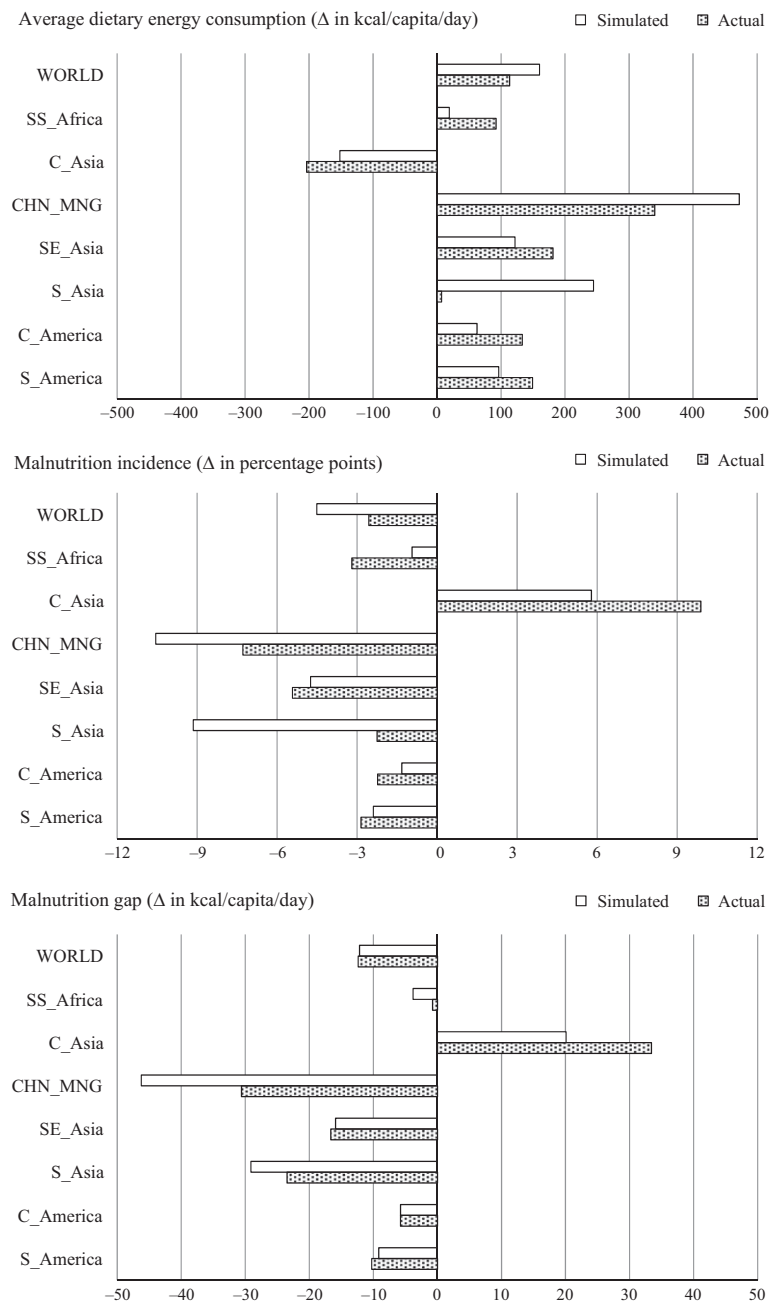 Average dietary energy consumption (Δ in kcal/capita/day) Simulated Actual
WORLD
SS_Africa
C_Asia
CHN_MNG
SE_Asia
S_Asia
C_America
S_America
–500 –400 –300 –200 –100 0 100 200 300 400 500
Malnutrition incidence (Δ in percentage points) Simulated Actual
WORLD
SS_Africa
C_Asia
CHN_MNG
SE_Asia
S_Asia
C_America
S_America
–12 –9 –6 –3 0 3 6 9 12
Malnutrition gap (Δ in kcal/capita/day) Simulated Actual
WORLD
SS_Africa
C_Asia
CHN_MNG
SE_Asia
S_Asia
C_America
S_America
–50 –40 –30 –20 –10 0 10 20 30 40 50